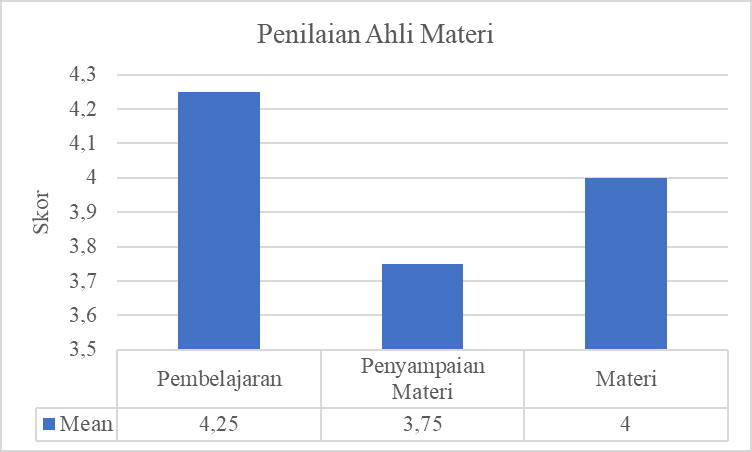 Penilaian Ahli Materi
4,3
4,2
4,1
4
3,9
3,8
3,7
3,6
3,5
Skor
Pembelajaran
Penyampaian
Materi
Materi
Mean 4,25 3,75 4